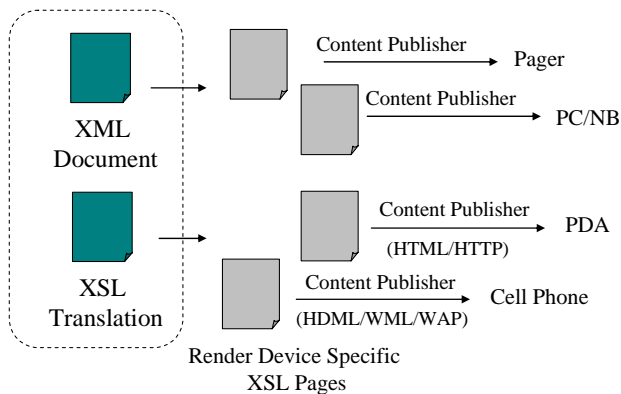 Content Publisher
Pager
Content Publisher
PC/NB
XML
Document
Content Publisher
(HTML/HTTP)
PDA
Content Publisher
(HDML/WML/WAP)
Cell Phone
XSL
Translation
Render Device Specific
XSL Pages